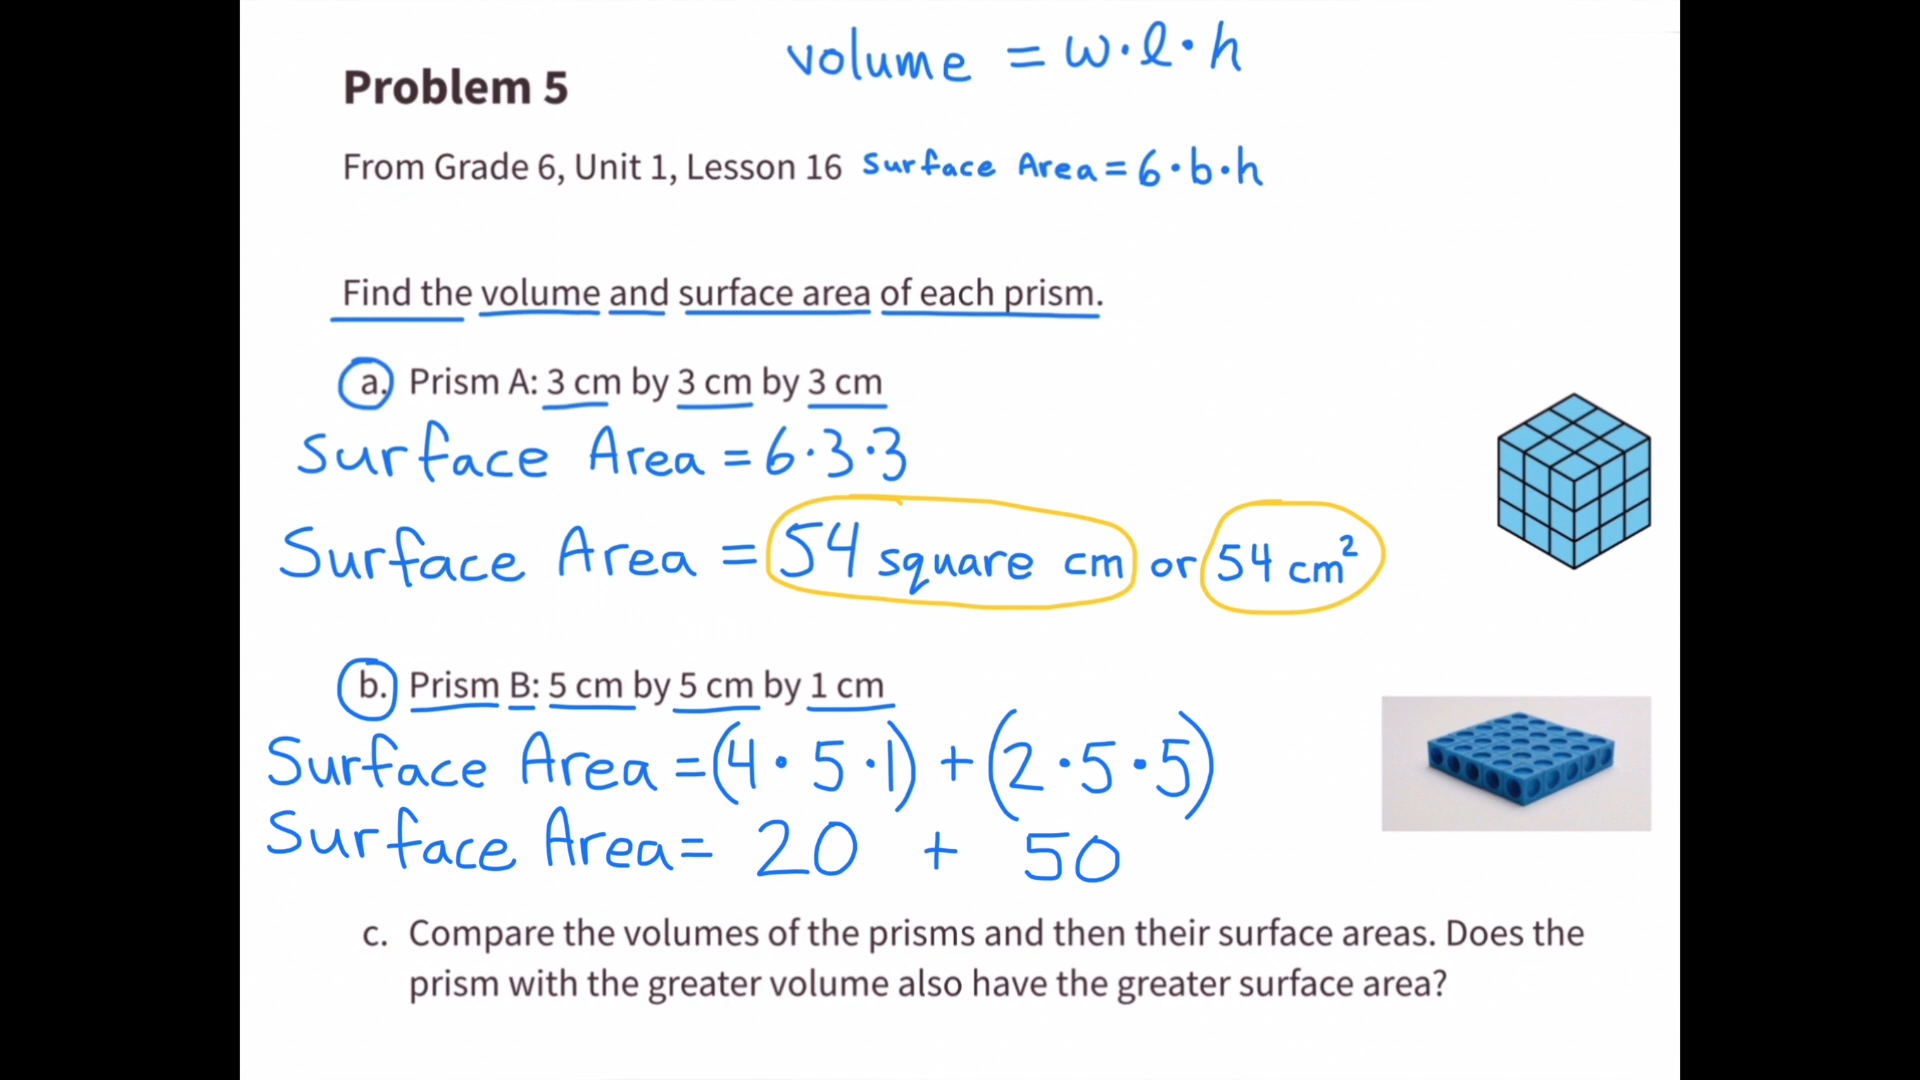 volume = w·l·h
Problem 5
From Grade 6, Unit 1, Lesson 16 Surface Area = 6·b·h
Find the volume and surface area of each prism.
a. Prism A: 3 cm by 3 cm by 3 cm
Surface Area = 6·3·3
Surface Area = 54 square cm or 54 cm²
b. Prism B: 5 cm by 5 cm by 1 cm
Surface Area = (4·5·1) + (2·5·5)
Surface Area = 20 + 50
c. Compare the volumes of the prisms and then their surface areas. Does the
prism with the greater volume also have the greater surface area?